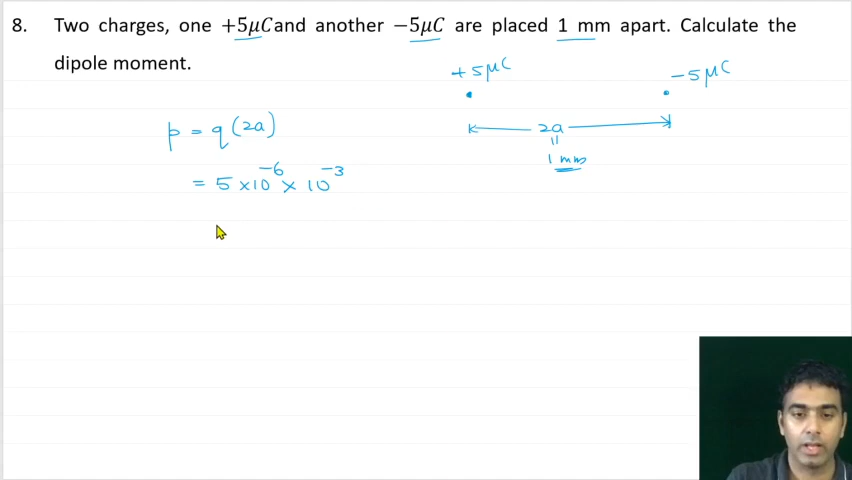 8. Two charges, one +5μC and another −5μC are placed 1 mm apart. Calculate the
dipole moment.
+5μC
−5μC
p = q(2a)
2a
॥
1 mm
= 5 × 10⁻⁶ × 10⁻³